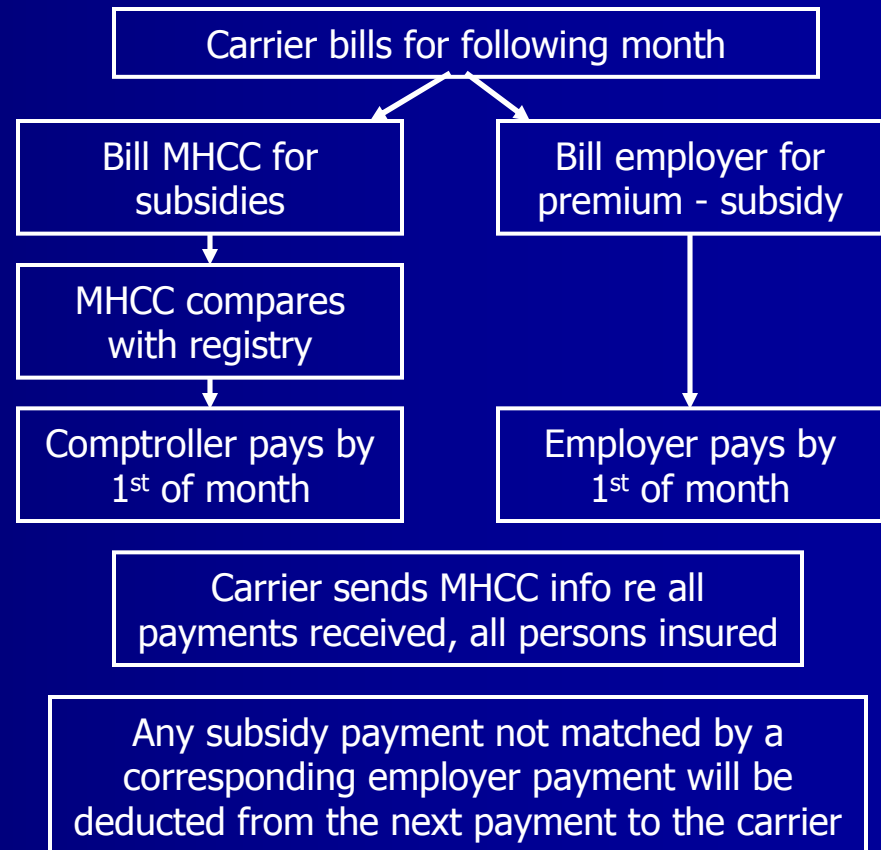 Carrier bills for following month
Bill MHCC for
subsidies
Bill employer for
premium - subsidy
MHCC compares
with registry
Comptroller pays by
1st of month
Employer pays by
1st of month
Carrier sends MHCC info re all
payments received, all persons insured
Any subsidy payment not matched by a
corresponding employer payment will be
deducted from the next payment to the carrier